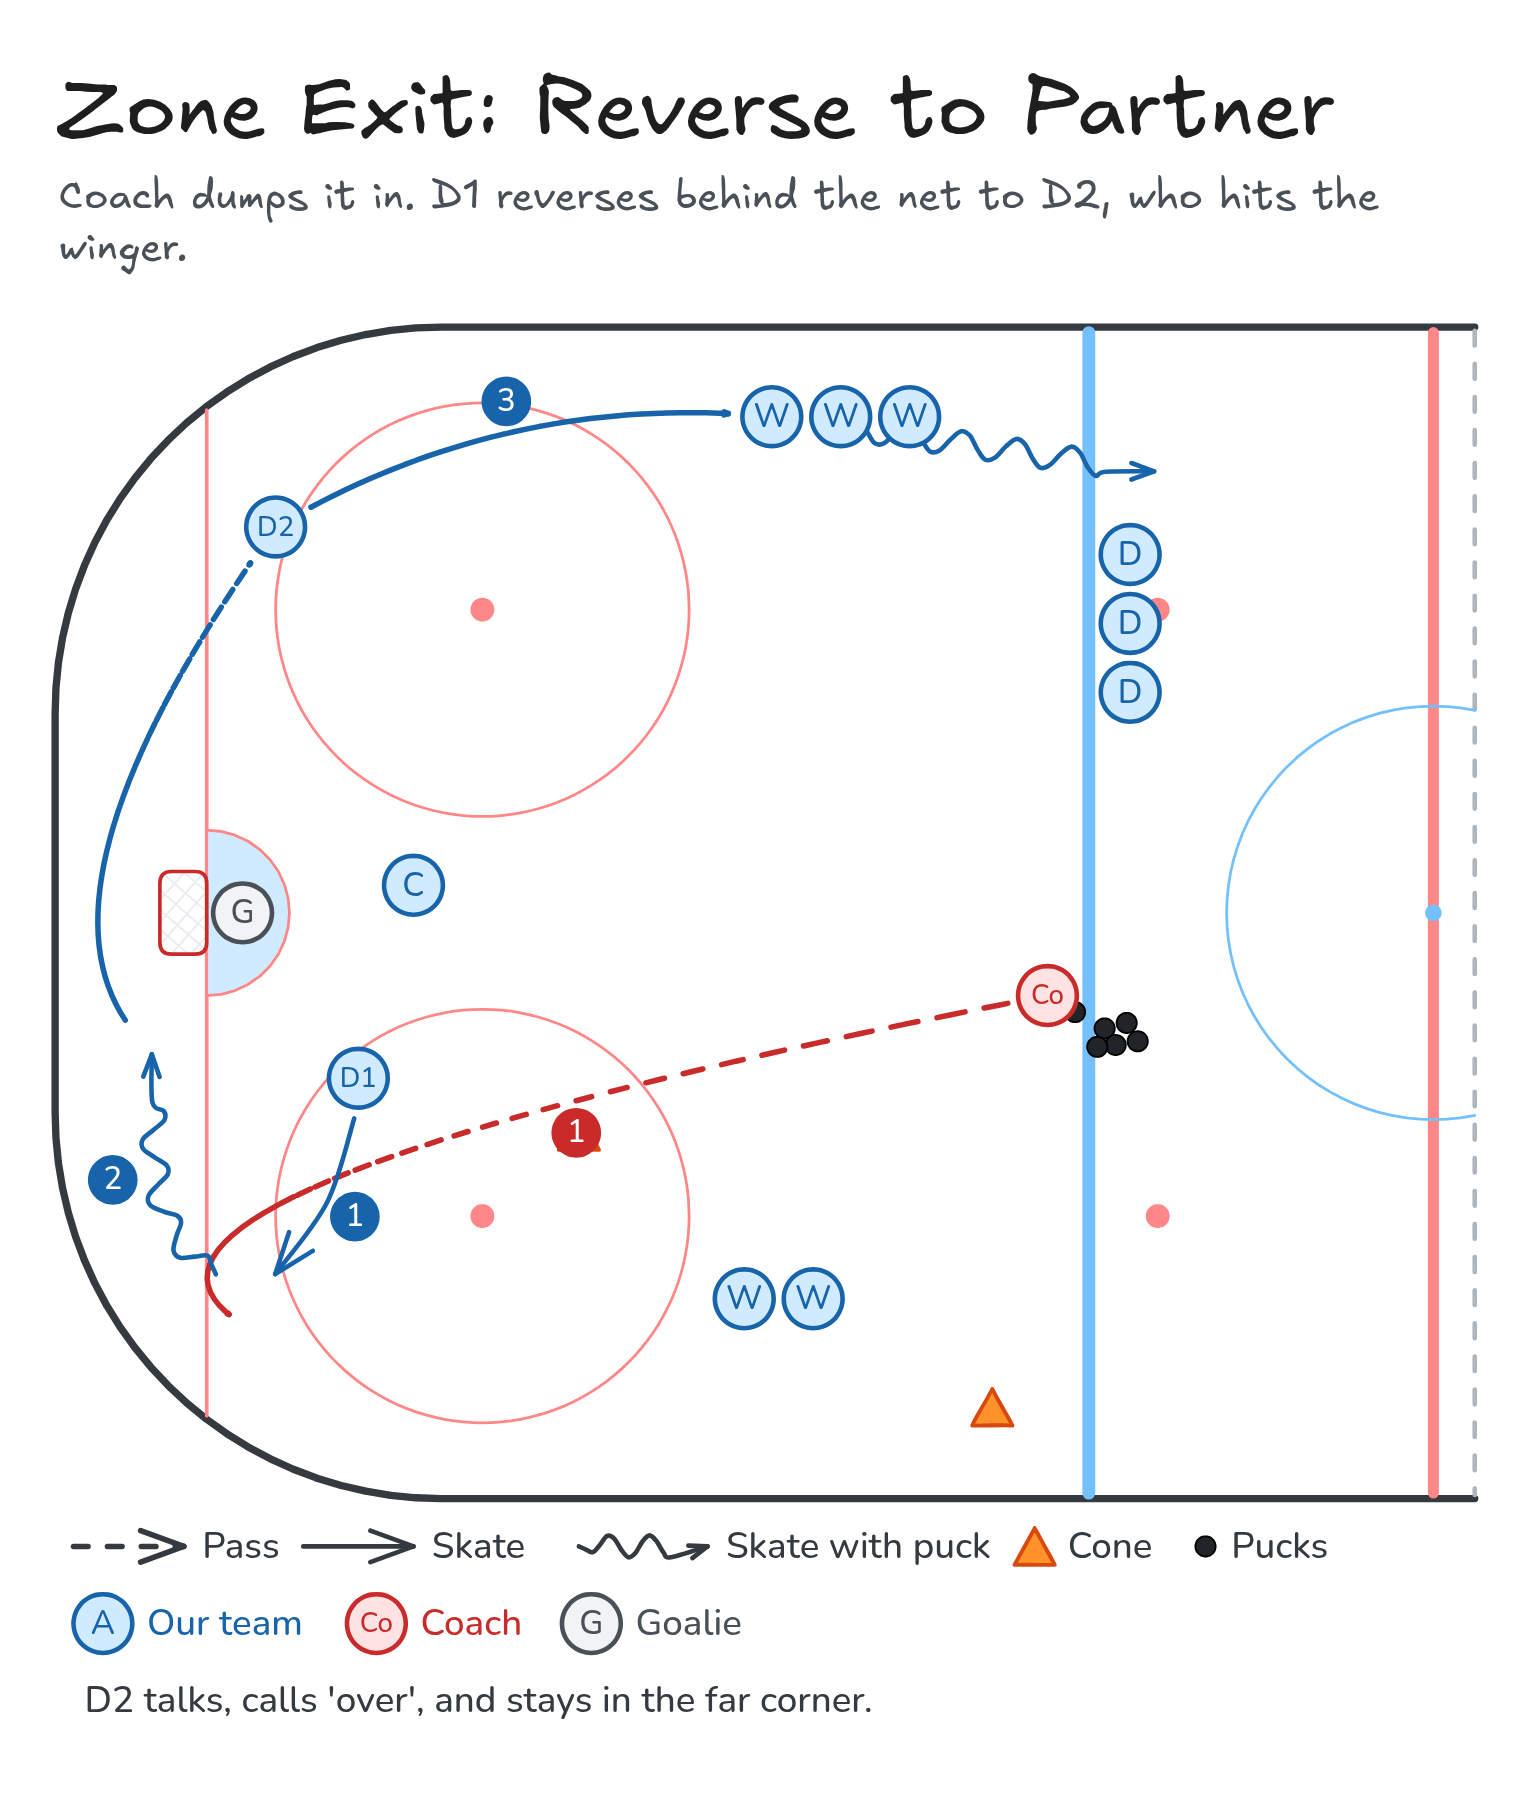 Zone Exit: Reverse to Partner
Coach dumps it in. D1 reverses behind the net to D2, who hits the
winger.
3
W W W
D2
D
D
D
C
G
Co
D1
1
2
1
W W
Pass Skate Skate with puck Cone Pucks
A Our team Co Coach G Goalie
D2 talks, calls 'over', and stays in the far corner.